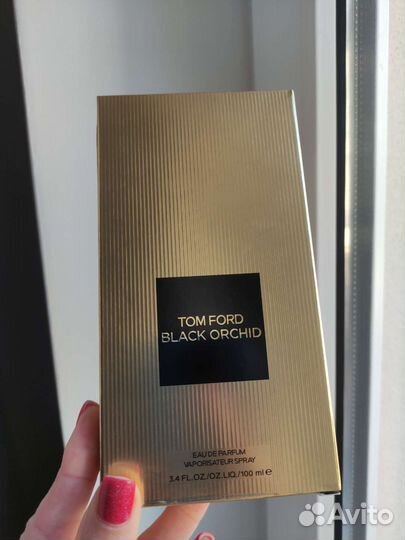 TOM FORD
BLACK ORCHID
EAU DE PARFUM
VAPORISATEUR SPRAY
3.4 FL.OZ./OZ.LIQ./100 ml ℮
Avito